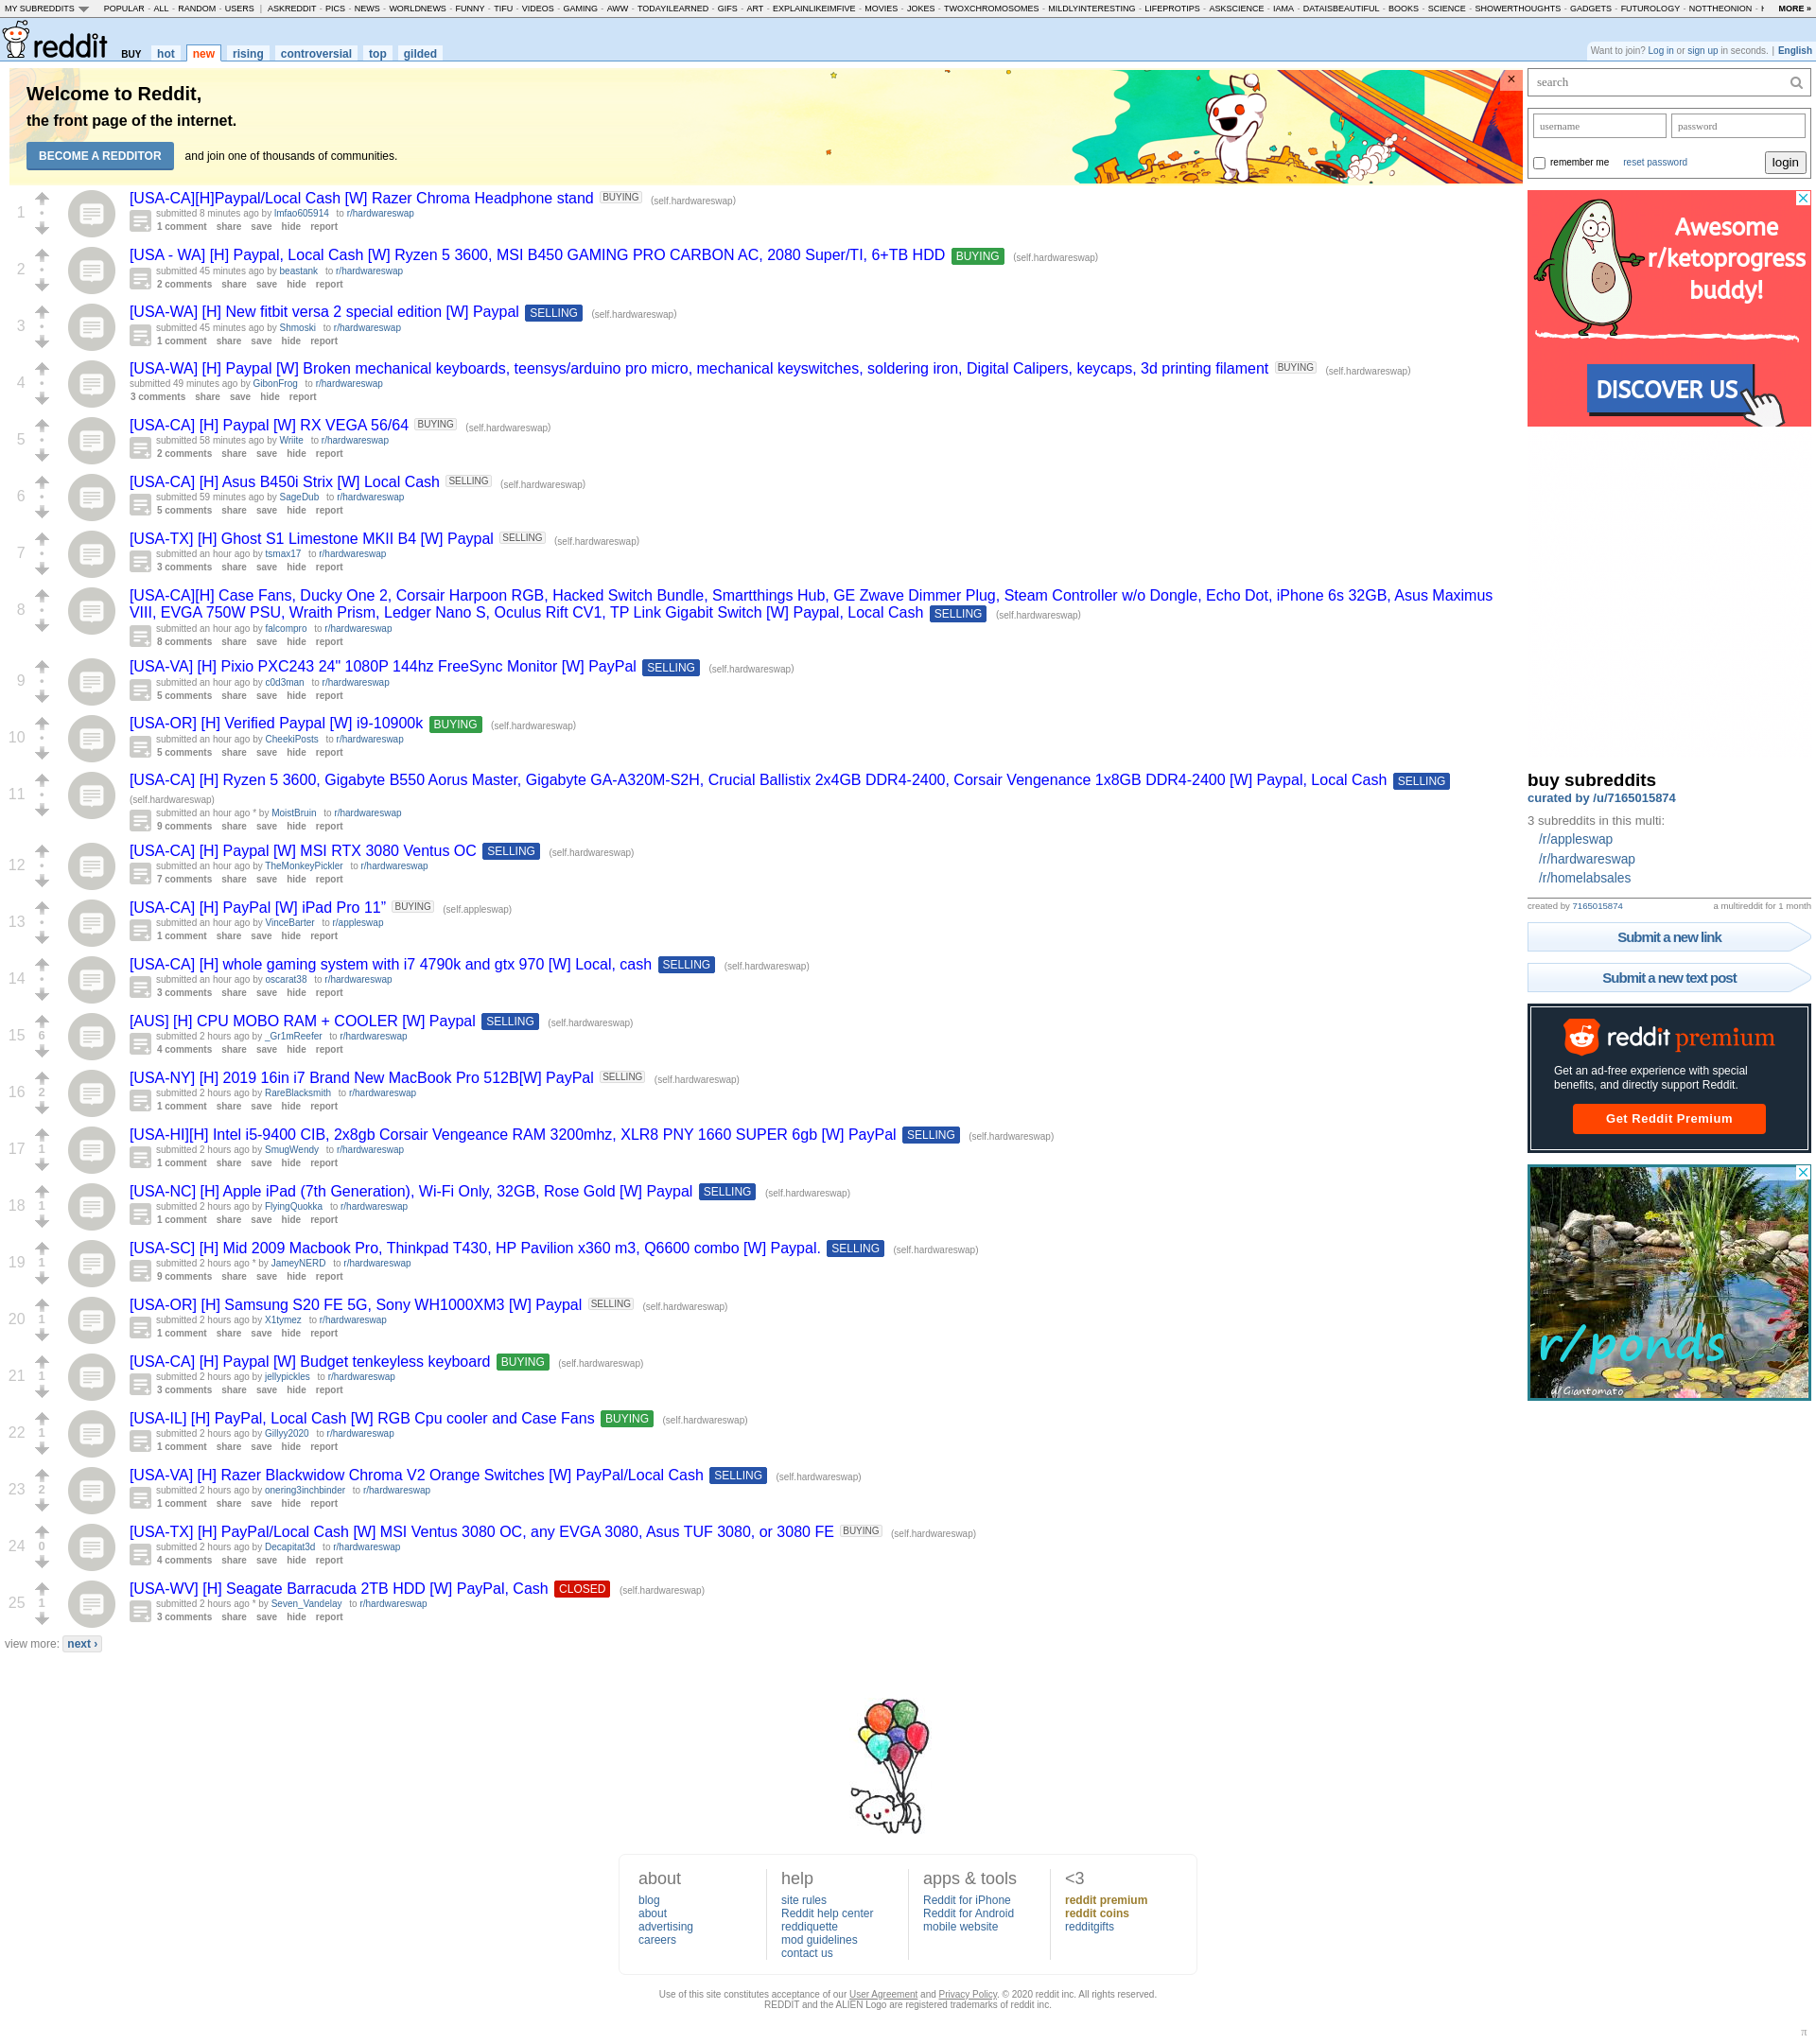 MY SUBREDDITS POPULAR - ALL - RANDOM - USERS | ASKREDDIT - PICS - NEWS - WORLDNEWS - FUNNY - TIFU - VIDEOS - GAMING - AWW - TODAYILEARNED - GIFS - ART - EXPLAINLIKEIMFIVE - MOVIES - JOKES - TWOXCHROMOSOMES - MILDLYINTERESTING - LIFEPROTIPS - ASKSCIENCE - IAMA - DATAISBEAUTIFUL - BOOKS - SCIENCE - SHOWERTHOUGHTS - GADGETS - FUTUROLOGY - NOTTHEONION - MORE »
reddit BUY hot new rising controversial top gilded
Want to join? Log in or sign up in seconds. | English
Welcome to Reddit,
the front page of the internet.
BECOME A REDDITOR and join one of thousands of communities.
1
[USA-CA][H]Paypal/Local Cash [W] Razer Chroma Headphone stand BUYING (self.hardwareswap)
submitted 8 minutes ago by lmfao605914 to r/hardwareswap
1 comment share save hide report
2
[USA - WA] [H] Paypal, Local Cash [W] Ryzen 5 3600, MSI B450 GAMING PRO CARBON AC, 2080 Super/TI, 6+TB HDD BUYING (self.hardwareswap)
submitted 45 minutes ago by beastank to r/hardwareswap
2 comments share save hide report
3
[USA-WA] [H] New fitbit versa 2 special edition [W] Paypal SELLING (self.hardwareswap)
submitted 45 minutes ago by Shmoski to r/hardwareswap
1 comment share save hide report
4
[USA-WA] [H] Paypal [W] Broken mechanical keyboards, teensys/arduino pro micro, mechanical keyswitches, soldering iron, Digital Calipers, keycaps, 3d printing filament BUYING (self.hardwareswap)
submitted 49 minutes ago by GibonFrog to r/hardwareswap
3 comments share save hide report
5
[USA-CA] [H] Paypal [W] RX VEGA 56/64 BUYING (self.hardwareswap)
submitted 58 minutes ago by Wriite to r/hardwareswap
2 comments share save hide report
6
[USA-CA] [H] Asus B450i Strix [W] Local Cash SELLING (self.hardwareswap)
submitted 59 minutes ago by SageDub to r/hardwareswap
5 comments share save hide report
7
[USA-TX] [H] Ghost S1 Limestone MKII B4 [W] Paypal SELLING (self.hardwareswap)
submitted an hour ago by tsmax17 to r/hardwareswap
3 comments share save hide report
8
[USA-CA][H] Case Fans, Ducky One 2, Corsair Harpoon RGB, Hacked Switch Bundle, Smartthings Hub, GE Zwave Dimmer Plug, Steam Controller w/o Dongle, Echo Dot, iPhone 6s 32GB, Asus Maximus
VIII, EVGA 750W PSU, Wraith Prism, Ledger Nano S, Oculus Rift CV1, TP Link Gigabit Switch [W] Paypal, Local Cash SELLING (self.hardwareswap)
submitted an hour ago by falcompro to r/hardwareswap
8 comments share save hide report
9
[USA-VA] [H] Pixio PXC243 24" 1080P 144hz FreeSync Monitor [W] PayPal SELLING (self.hardwareswap)
submitted an hour ago by c0d3man to r/hardwareswap
5 comments share save hide report
10
[USA-OR] [H] Verified Paypal [W] i9-10900k BUYING (self.hardwareswap)
submitted an hour ago by CheekiPosts to r/hardwareswap
5 comments share save hide report
11
[USA-CA] [H] Ryzen 5 3600, Gigabyte B550 Aorus Master, Gigabyte GA-A320M-S2H, Crucial Ballistix 2x4GB DDR4-2400, Corsair Vengenance 1x8GB DDR4-2400 [W] Paypal, Local Cash SELLING
(self.hardwareswap)
submitted an hour ago * by MoistBruin to r/hardwareswap
9 comments share save hide report
12
[USA-CA] [H] Paypal [W] MSI RTX 3080 Ventus OC SELLING (self.hardwareswap)
submitted an hour ago by TheMonkeyPickler to r/hardwareswap
7 comments share save hide report
13
[USA-CA] [H] PayPal [W] iPad Pro 11” BUYING (self.appleswap)
submitted an hour ago by VinceBarter to r/appleswap
1 comment share save hide report
14
[USA-CA] [H] whole gaming system with i7 4790k and gtx 970 [W] Local, cash SELLING (self.hardwareswap)
submitted an hour ago by oscarat38 to r/hardwareswap
3 comments share save hide report
15 6
[AUS] [H] CPU MOBO RAM + COOLER [W] Paypal SELLING (self.hardwareswap)
submitted 2 hours ago by _Gr1mReefer to r/hardwareswap
4 comments share save hide report
16 2
[USA-NY] [H] 2019 16in i7 Brand New MacBook Pro 512B[W] PayPal SELLING (self.hardwareswap)
submitted 2 hours ago by RareBlacksmith to r/hardwareswap
1 comment share save hide report
17 1
[USA-HI][H] Intel i5-9400 CIB, 2x8gb Corsair Vengeance RAM 3200mhz, XLR8 PNY 1660 SUPER 6gb [W] PayPal SELLING (self.hardwareswap)
submitted 2 hours ago by SmugWendy to r/hardwareswap
1 comment share save hide report
18 1
[USA-NC] [H] Apple iPad (7th Generation), Wi-Fi Only, 32GB, Rose Gold [W] Paypal SELLING (self.hardwareswap)
submitted 2 hours ago by FlyingQuokka to r/hardwareswap
1 comment share save hide report
19 1
[USA-SC] [H] Mid 2009 Macbook Pro, Thinkpad T430, HP Pavilion x360 m3, Q6600 combo [W] Paypal. SELLING (self.hardwareswap)
submitted 2 hours ago * by JameyNERD to r/hardwareswap
9 comments share save hide report
20 1
[USA-OR] [H] Samsung S20 FE 5G, Sony WH1000XM3 [W] Paypal SELLING (self.hardwareswap)
submitted 2 hours ago by X1tymez to r/hardwareswap
1 comment share save hide report
21 1
[USA-CA] [H] Paypal [W] Budget tenkeyless keyboard BUYING (self.hardwareswap)
submitted 2 hours ago by jellypickles to r/hardwareswap
3 comments share save hide report
22 1
[USA-IL] [H] PayPal, Local Cash [W] RGB Cpu cooler and Case Fans BUYING (self.hardwareswap)
submitted 2 hours ago by Gillyy2020 to r/hardwareswap
1 comment share save hide report
23 2
[USA-VA] [H] Razer Blackwidow Chroma V2 Orange Switches [W] PayPal/Local Cash SELLING (self.hardwareswap)
submitted 2 hours ago by onering3inchbinder to r/hardwareswap
1 comment share save hide report
24 0
[USA-TX] [H] PayPal/Local Cash [W] MSI Ventus 3080 OC, any EVGA 3080, Asus TUF 3080, or 3080 FE BUYING (self.hardwareswap)
submitted 2 hours ago by Decapitat3d to r/hardwareswap
4 comments share save hide report
25 1
[USA-WV] [H] Seagate Barracuda 2TB HDD [W] PayPal, Cash CLOSED (self.hardwareswap)
submitted 2 hours ago * by Seven_Vandelay to r/hardwareswap
3 comments share save hide report
view more: next ›
search
username password
remember me reset password login
Awesome
r/ketoprogress
buddy!
DISCOVER US
buy subreddits
curated by /u/7165015874
3 subreddits in this multi:
/r/appleswap
/r/hardwareswap
/r/homelabsales
created by 7165015874 a multireddit for 1 month
Submit a new link
Submit a new text post
reddit premium
Get an ad-free experience with special
benefits, and directly support Reddit.
Get Reddit Premium
r/ponds
di Giantomato
about
blog
about
advertising
careers
help
site rules
Reddit help center
reddiquette
mod guidelines
contact us
apps & tools
Reddit for iPhone
Reddit for Android
mobile website
<3
reddit premium
reddit coins
redditgifts
Use of this site constitutes acceptance of our User Agreement and Privacy Policy. © 2020 reddit inc. All rights reserved.
REDDIT and the ALIEN Logo are registered trademarks of reddit inc.
π